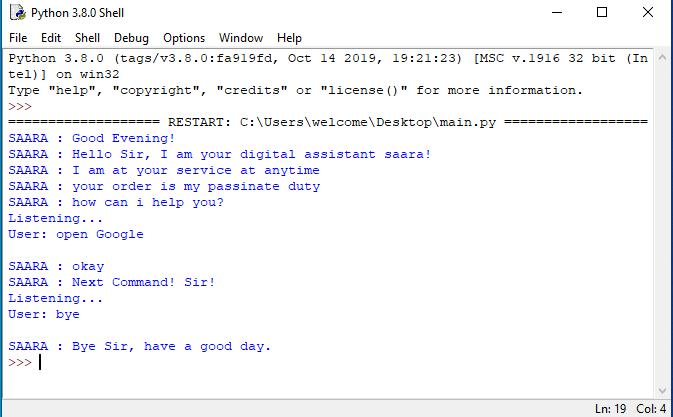 Python 3.8.0 Shell
File Edit Shell Debug Options Window Help
Python 3.8.0 (tags/v3.8.0:fa919fd, Oct 14 2019, 19:21:23) [MSC v.1916 32 bit (In
tel)] on win32
Type "help", "copyright", "credits" or "license()" for more information.
>>>
=================== RESTART: C:\Users\welcome\Desktop\main.py ==================
SAARA : Good Evening!
SAARA : Hello Sir, I am your digital assistant saara!
SAARA : I am at your service at anytime
SAARA : your order is my passinate duty
SAARA : how can i help you?
Listening...
User: open Google

SAARA : okay
SAARA : Next Command! Sir!
Listening...
User: bye

SAARA : Bye Sir, have a good day.
>>>
Ln: 19 Col: 4